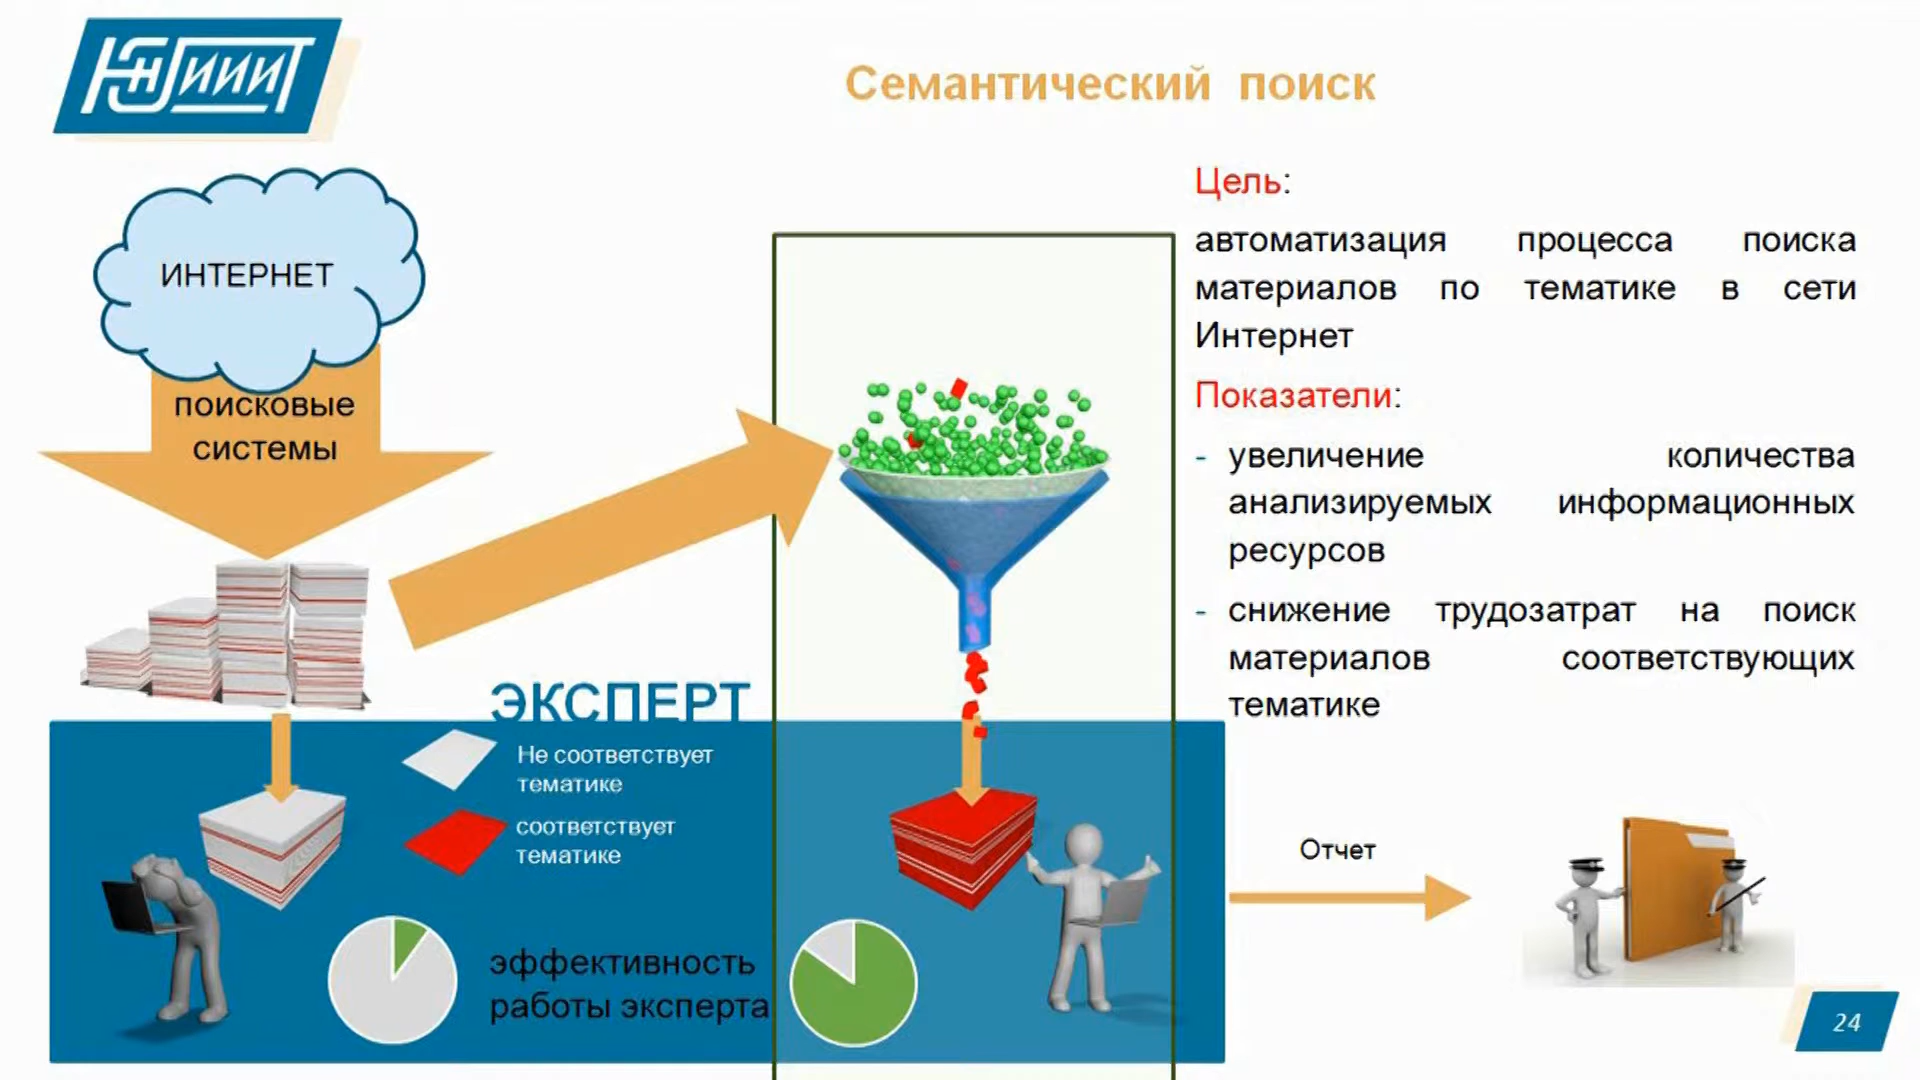 ЮНИИИТ
Семантический поиск
ИНТЕРНЕТ
поисковые
системы
Цель:
автоматизация процесса поиска
материалов по тематике в сети
Интернет
Показатели:
- увеличение количества
анализируемых информационных
ресурсов
- снижение трудозатрат на поиск
материалов соответствующих
тематике
ЭКСПЕРТ
Не соответствует
тематике
соответствует
тематике
эффективность
работы эксперта
Отчет
24